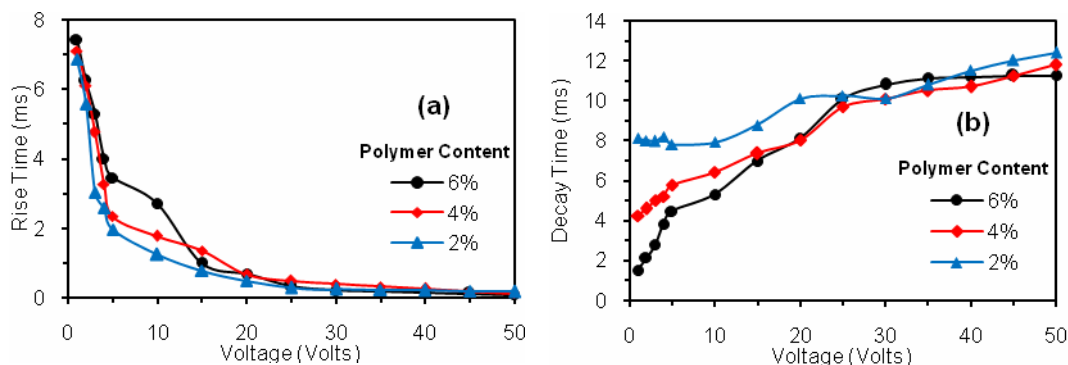 8
6
4
2
0
Rise Time (ms)
(a)
Polymer Content
6%
4%
2%
0 10 20 30 40 50
Voltage (Volts)
14
12
10
8
6
4
2
0
Decay Time (ms)
(b)
Polymer Content
6%
4%
2%
0 10 20 30 40 50
Voltage (Volts)